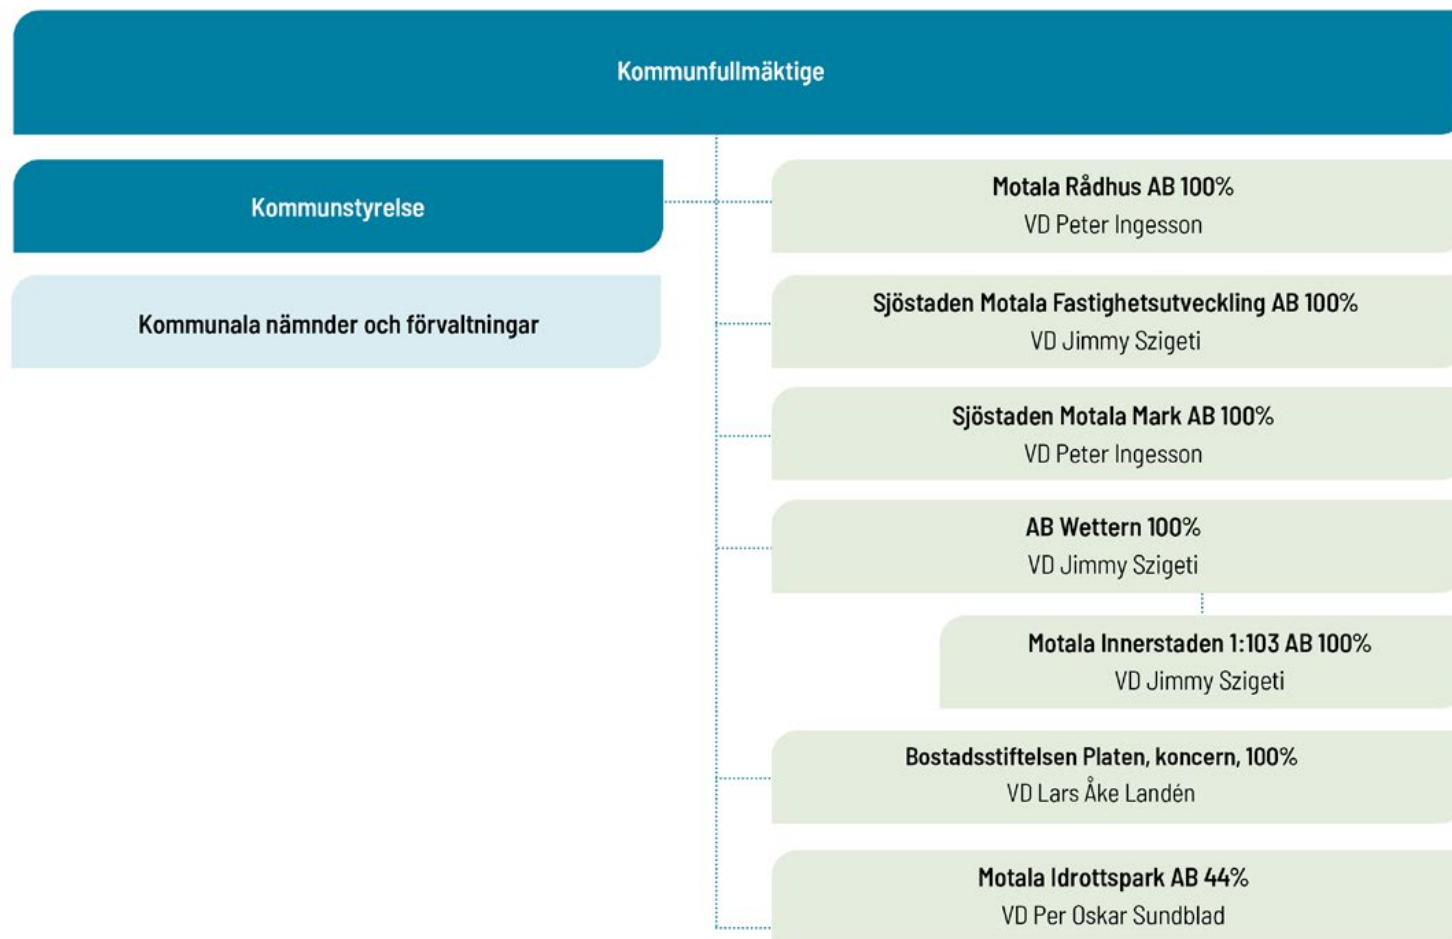 Kommunfullmäktige
Kommunstyrelse
Kommunala nämnder och förvaltningar
Motala Rådhus AB 100%
VD Peter Ingesson
Sjöstaden Motala Fastighetsutveckling AB 100%
VD Jimmy Szigeti
Sjöstaden Motala Mark AB 100%
VD Peter Ingesson
AB Wettern 100%
VD Jimmy Szigeti
Motala Innerstaden 1:103 AB 100%
VD Jimmy Szigeti
Bostadsstiftelsen Platen, koncern, 100%
VD Lars Åke Landén
Motala Idrottspark AB 44%
VD Per Oskar Sundblad